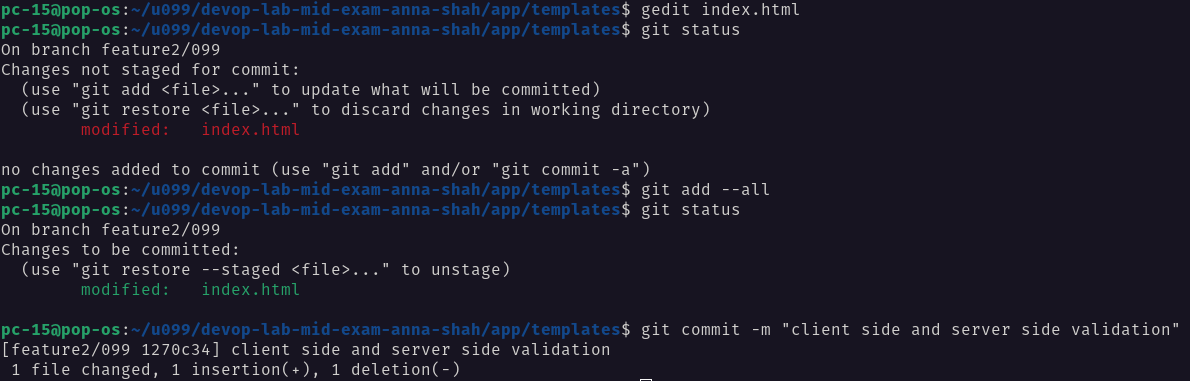 pc-15@pop-os:~/u099/devop-lab-mid-exam-anna-shah/app/templates$ gedit index.html
pc-15@pop-os:~/u099/devop-lab-mid-exam-anna-shah/app/templates$ git status
On branch feature2/099
Changes not staged for commit:
  (use "git add <file>..." to update what will be committed)
  (use "git restore <file>..." to discard changes in working directory)
        modified:   index.html

no changes added to commit (use "git add" and/or "git commit -a")
pc-15@pop-os:~/u099/devop-lab-mid-exam-anna-shah/app/templates$ git add --all
pc-15@pop-os:~/u099/devop-lab-mid-exam-anna-shah/app/templates$ git status
On branch feature2/099
Changes to be committed:
  (use "git restore --staged <file>..." to unstage)
        modified:   index.html

pc-15@pop-os:~/u099/devop-lab-mid-exam-anna-shah/app/templates$ git commit -m "client side and server side validation"
[feature2/099 1270c34] client side and server side validation
 1 file changed, 1 insertion(+), 1 deletion(-)